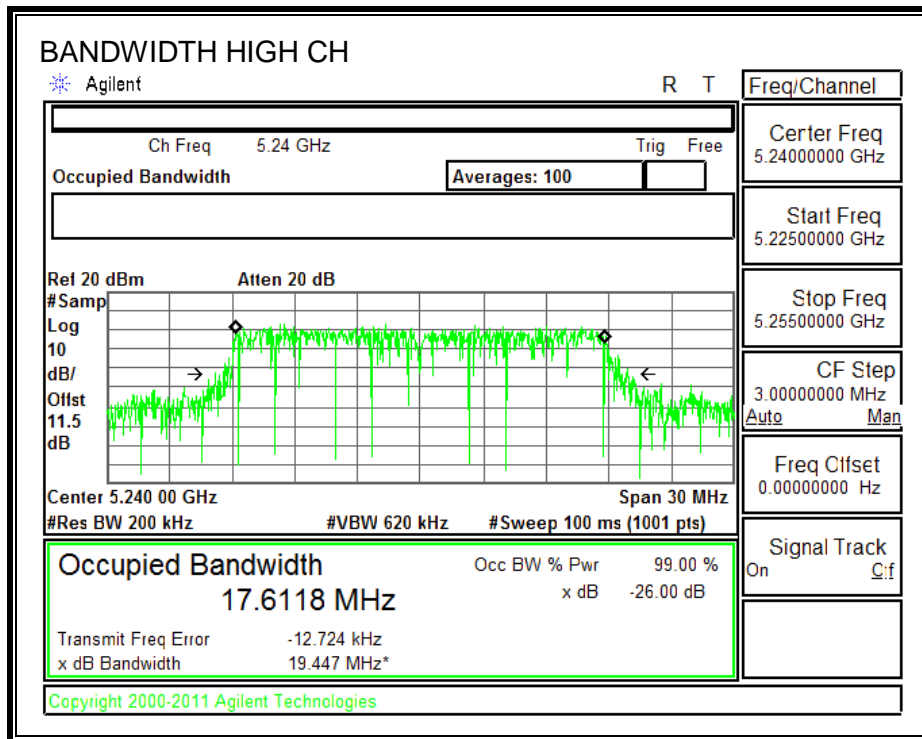 BANDWIDTH HIGH CH
Agilent R T
Freq/Channel
Ch Freq 5.24 GHz Trig Free
Occupied Bandwidth Averages: 100
Ref 20 dBm Atten 20 dB
#Samp
Log
10
dB/
Offst
11.5
dB
Center 5.240 00 GHz Span 30 MHz
#Res BW 200 kHz #VBW 620 kHz #Sweep 100 ms (1001 pts)
Occupied Bandwidth
17.6118 MHz
Occ BW % Pwr 99.00 %
x dB -26.00 dB
Transmit Freq Error -12.724 kHz
x dB Bandwidth 19.447 MHz*
Copyright 2000-2011 Agilent Technologies
Center Freq
5.24000000 GHz
Start Freq
5.22500000 GHz
Stop Freq
5.25500000 GHz
CF Step
3.00000000 MHz
Auto Man
Freq Offset
0.00000000 Hz
Signal Track
On Off